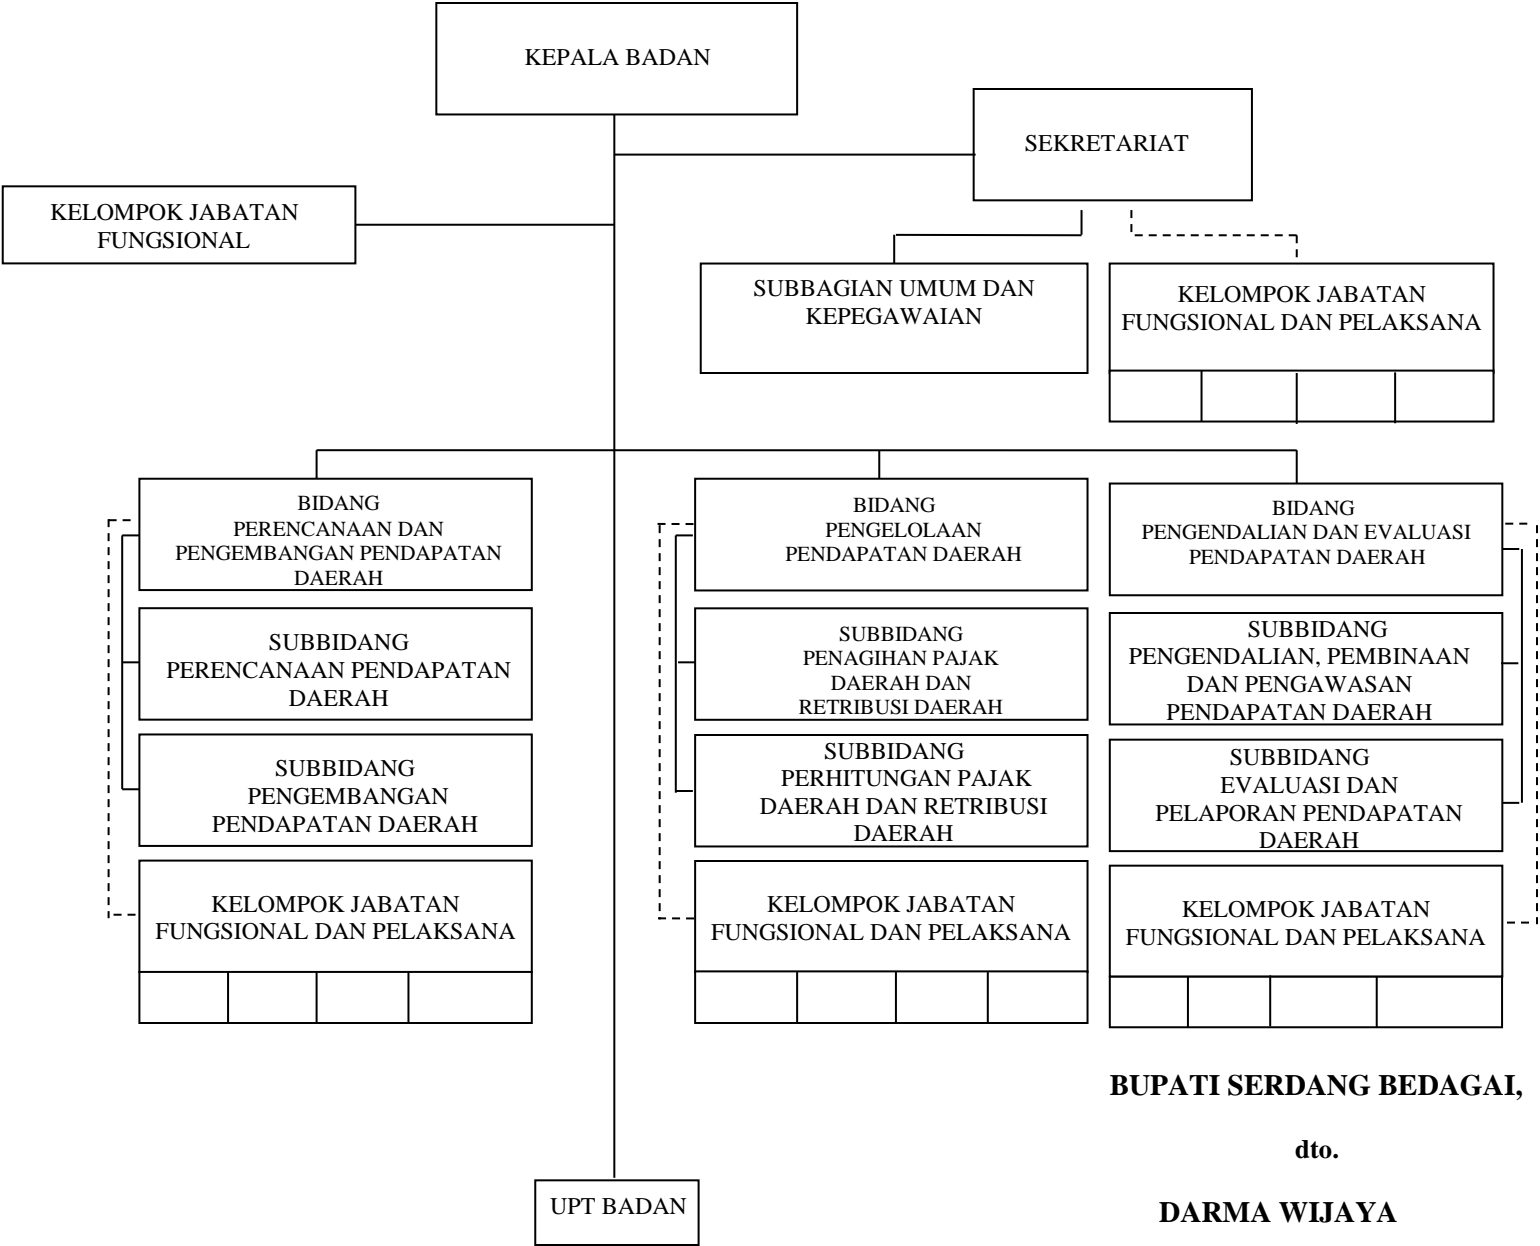 KEPALA BADAN
SEKRETARIAT
KELOMPOK JABATAN
FUNGSIONAL
SUBBAGIAN UMUM DAN
KEPEGAWAIAN
KELOMPOK JABATAN
FUNGSIONAL DAN PELAKSANA
BIDANG
PERENCANAAN DAN
PENGEMBANGAN PENDAPATAN
DAERAH
SUBBIDANG
PERENCANAAN PENDAPATAN
DAERAH
SUBBIDANG
PENGEMBANGAN
PENDAPATAN DAERAH
KELOMPOK JABATAN
FUNGSIONAL DAN PELAKSANA
BIDANG
PENGELOLAAN
PENDAPATAN DAERAH
SUBBIDANG
PENAGIHAN PAJAK
DAERAH DAN
RETRIBUSI DAERAH
SUBBIDANG
PERHITUNGAN PAJAK
DAERAH DAN RETRIBUSI
DAERAH
KELOMPOK JABATAN
FUNGSIONAL DAN PELAKSANA
BIDANG
PENGENDALIAN DAN EVALUASI
PENDAPATAN DAERAH
SUBBIDANG
PENGENDALIAN, PEMBINAAN
DAN PENGAWASAN
PENDAPATAN DAERAH
SUBBIDANG
EVALUASI DAN
PELAPORAN PENDAPATAN
DAERAH
KELOMPOK JABATAN
FUNGSIONAL DAN PELAKSANA
UPT BADAN
BUPATI SERDANG BEDAGAI,
dto.
DARMA WIJAYA